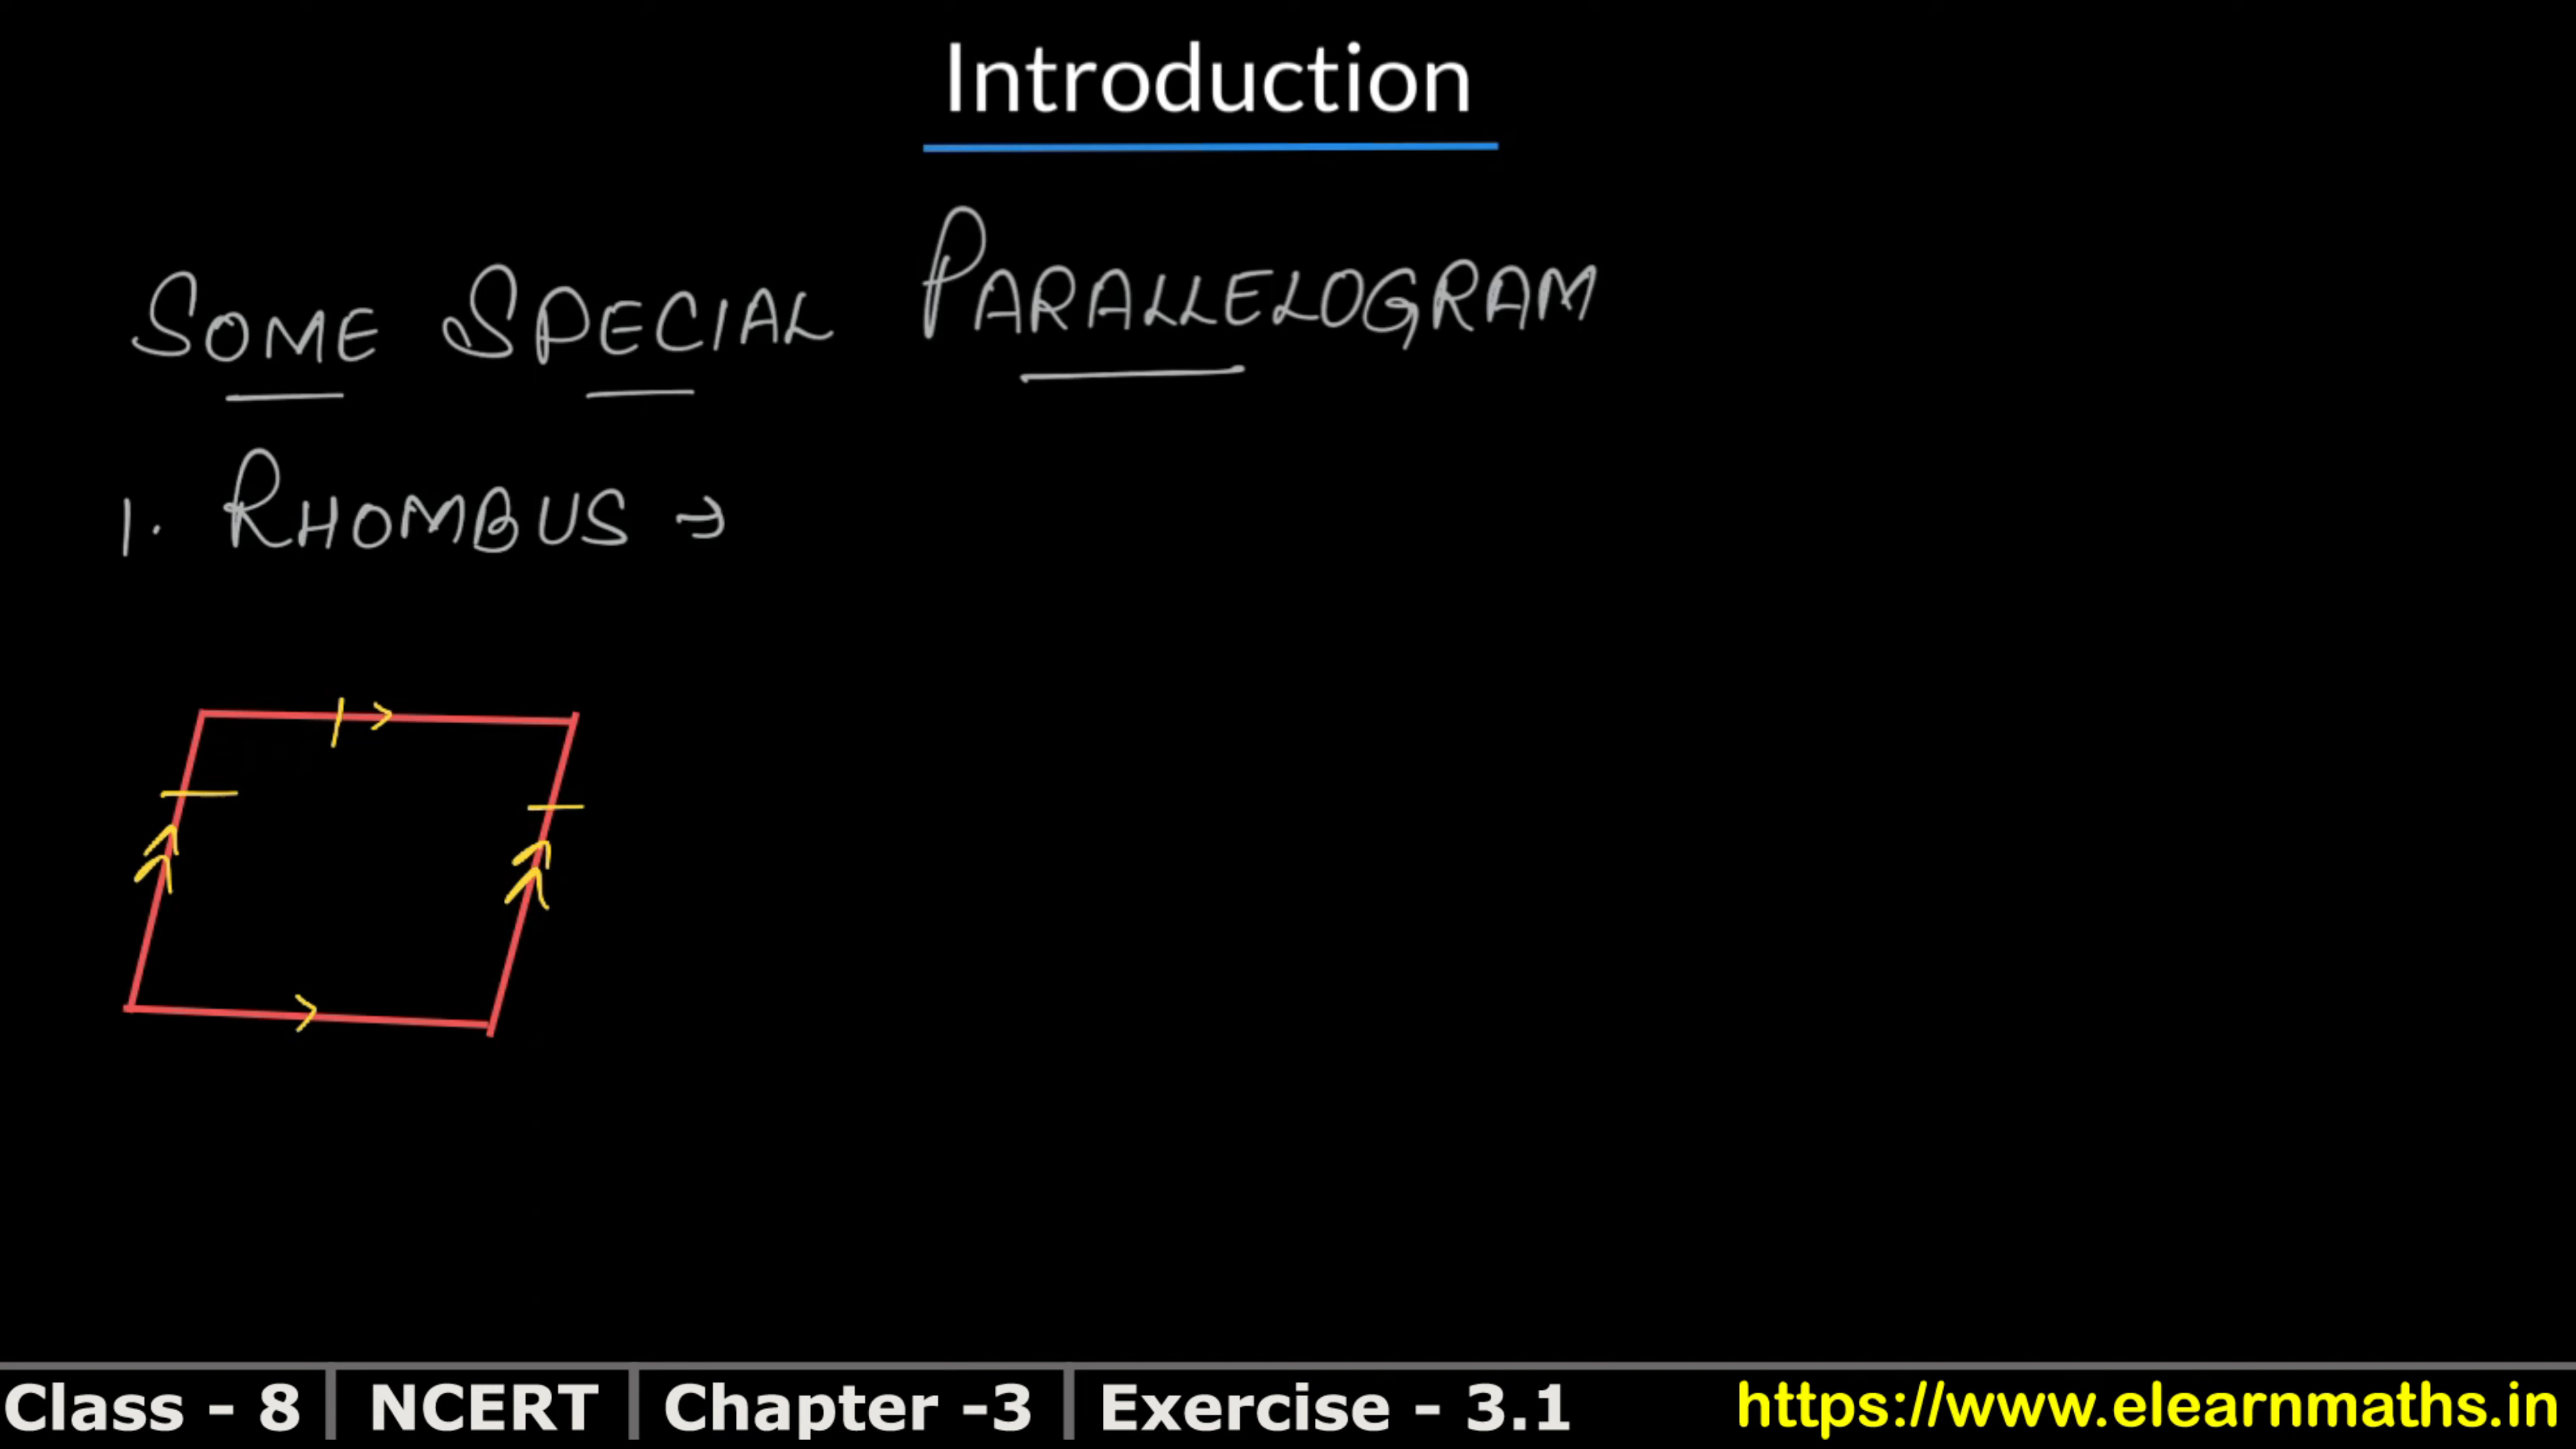 Introduction
SOME SPECIAL PARALLELOGRAM
1. RHOMBUS →
Class - 8 | NCERT | Chapter -3 | Exercise - 3.1 https://www.elearnmaths.in